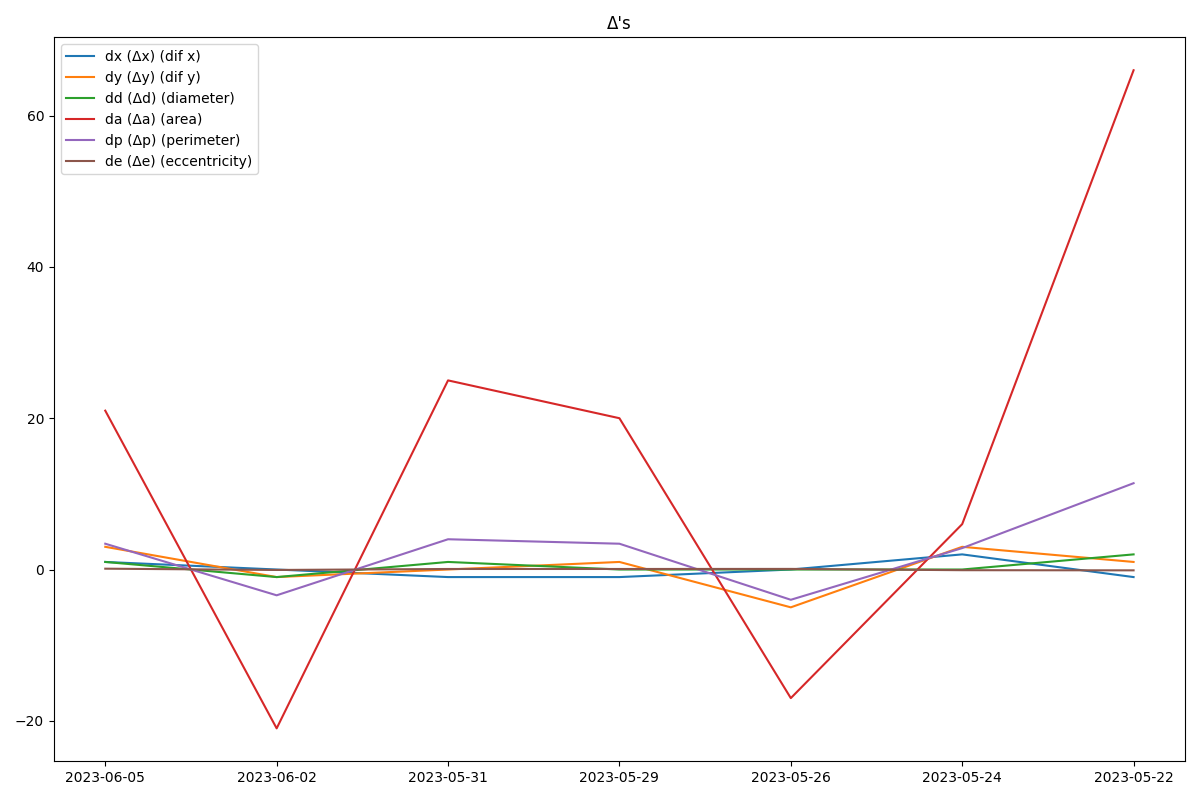 Δ's
dx (Δx) (dif x)
dy (Δy) (dif y)
dd (Δd) (diameter)
da (Δa) (area)
dp (Δp) (perimeter)
de (Δe) (eccentricity)
60
40
20
0
−20
2023-06-05 2023-06-02 2023-05-31 2023-05-29 2023-05-26 2023-05-24 2023-05-22